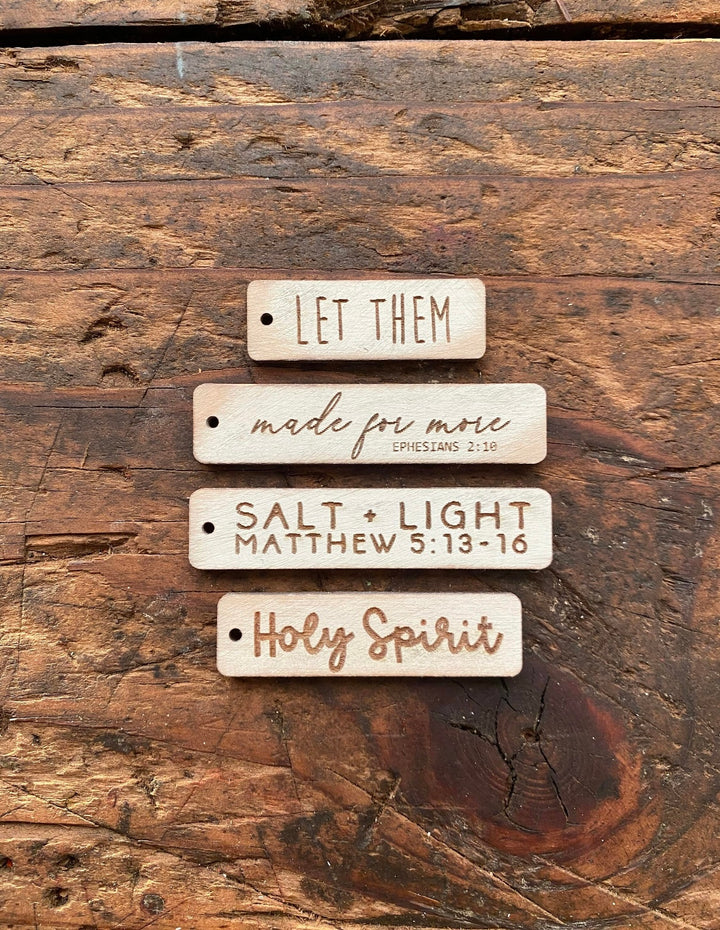 LET THEM
made for more
EPHESIANS 2:10
SALT + LIGHT
MATTHEW 5:13-16
Holy Spirit